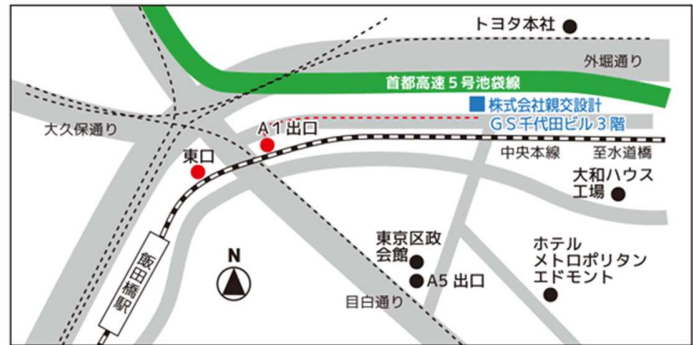 トヨタ本社
外堀通り
首都高速5号池袋線
株式会社親交設計
GS千代田ビル3階
大久保通り
A1出口
東口
中央本線
至水道橋
大和ハウス
工場
飯田橋駅
N
東京区政
会館
A5出口
目白通り
ホテル
メトロポリタン
エドモント